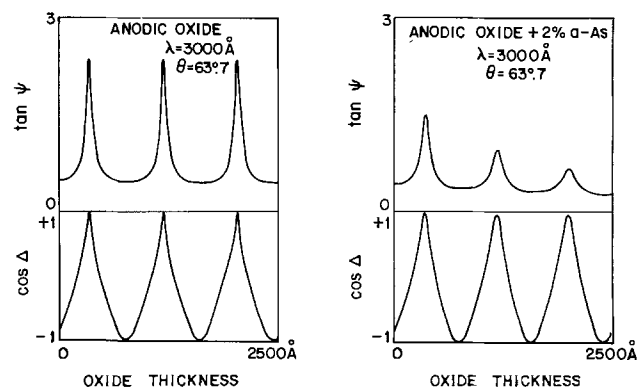 3
ANODIC OXIDE
λ=3000Å
θ=63°.7
tan ψ
0
+1
cos Δ
-1
0 2500Å
OXIDE THICKNESS
3
ANODIC OXIDE + 2% a-As
λ=3000Å
θ=63°.7
tan ψ
0
+1
cos Δ
-1
0 2500Å
OXIDE THICKNESS